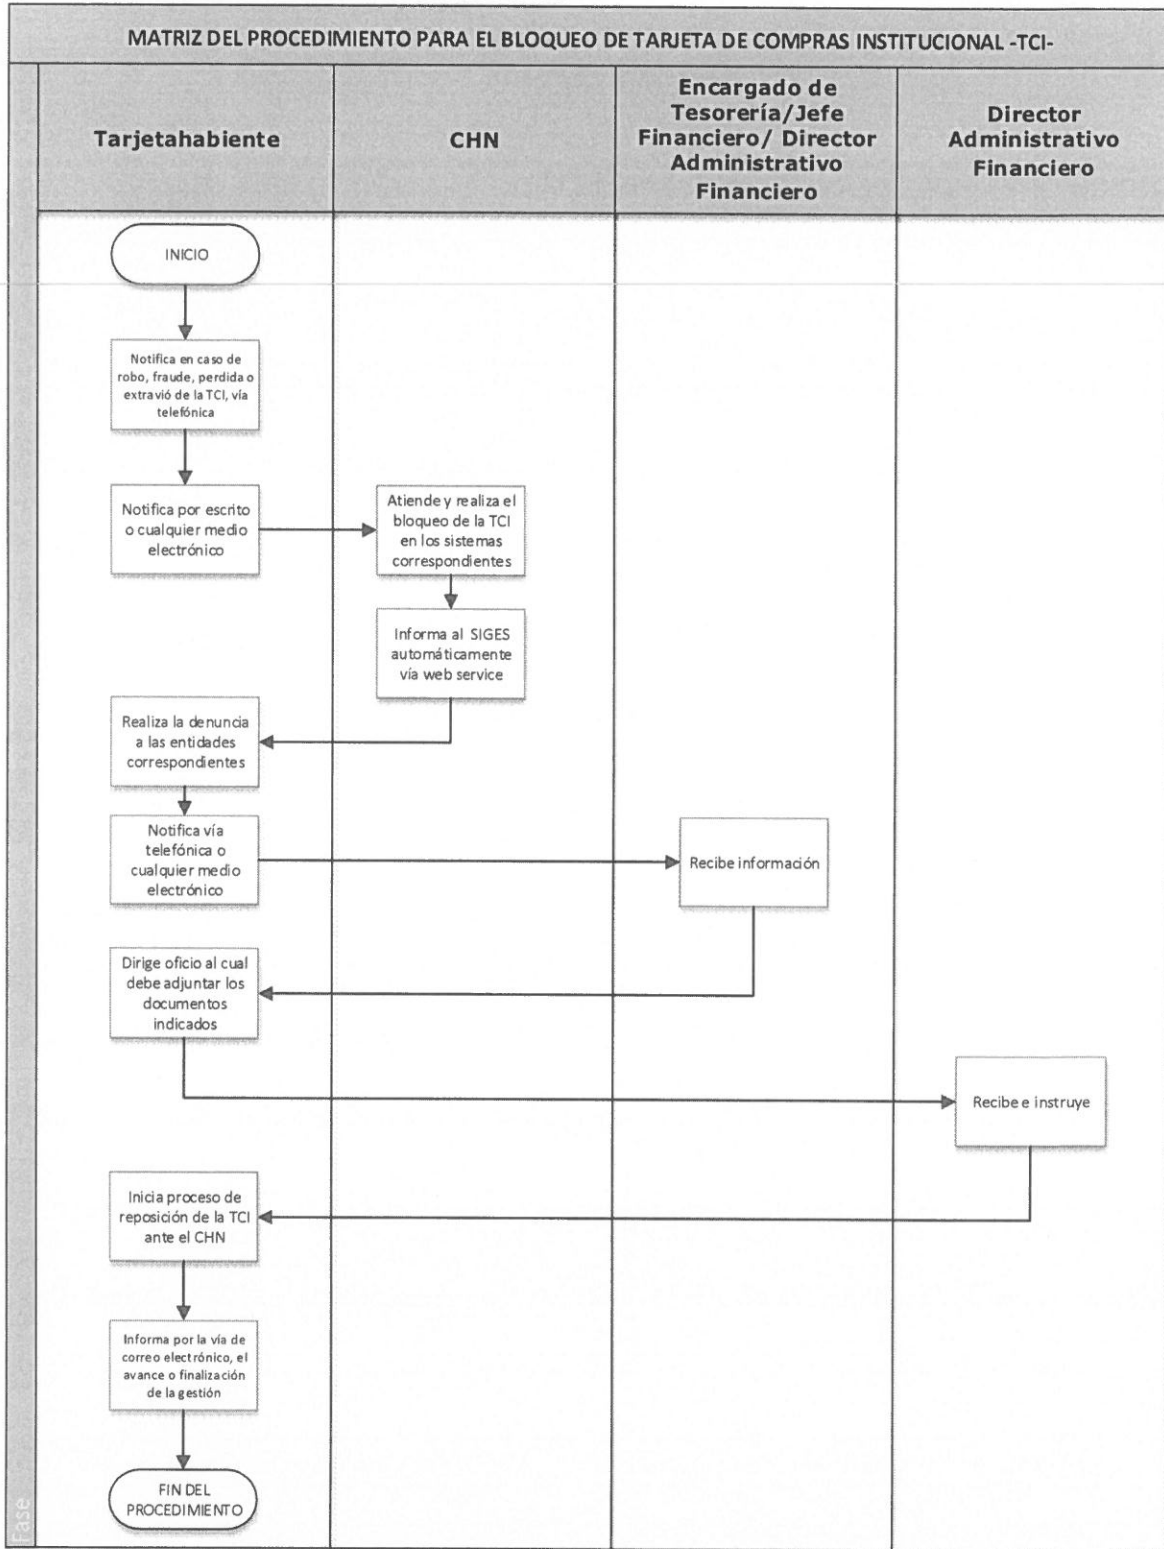 MATRIZ DEL PROCEDIMIENTO PARA EL BLOQUEO DE TARJETA DE COMPRAS INSTITUCIONAL -TCI-
Tarjetahabiente
CHN
Encargado de
Tesorería/Jefe
Financiero/ Director
Administrativo
Financiero
Director
Administrativo
Financiero
INICIO
Notifica en caso de
robo, fraude, perdida o
extravió de la TCI, vía
telefónica
Notifica por escrito
o cualquier medio
electrónico
Atiende y realiza el
bloqueo de la TCI
en los sistemas
correspondientes
Informa al SIGES
automáticamente
vía web service
Realiza la denuncia
a las entidades
correspondientes
Notifica vía
telefónica o
cualquier medio
electrónico
Recibe información
Dirige oficio al cual
debe adjuntar los
documentos
indicados
Recibe e instruye
Inicia proceso de
reposición de la TCI
ante el CHN
Informa por la vía de
correo electrónico, el
avance o finalización
de la gestión
FIN DEL
PROCEDIMIENTO
Fase